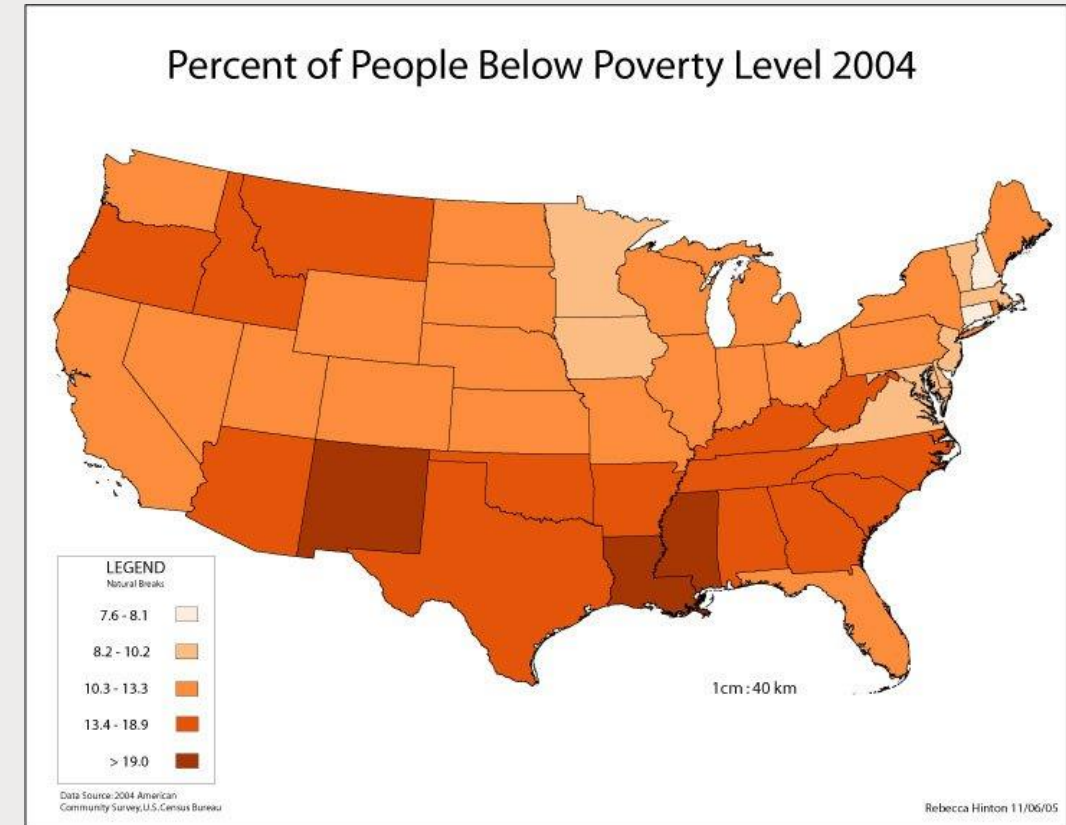 Percent of People Below Poverty Level 2004
LEGEND
Natural Breaks
7.6 - 8.1
8.2 - 10.2
10.3 - 13.3
13.4 - 18.9
> 19.0
1cm : 40 km
Data Source: 2004 American
Community Survey, U.S. Census Bureau
Rebecca Hinton 11/06/05